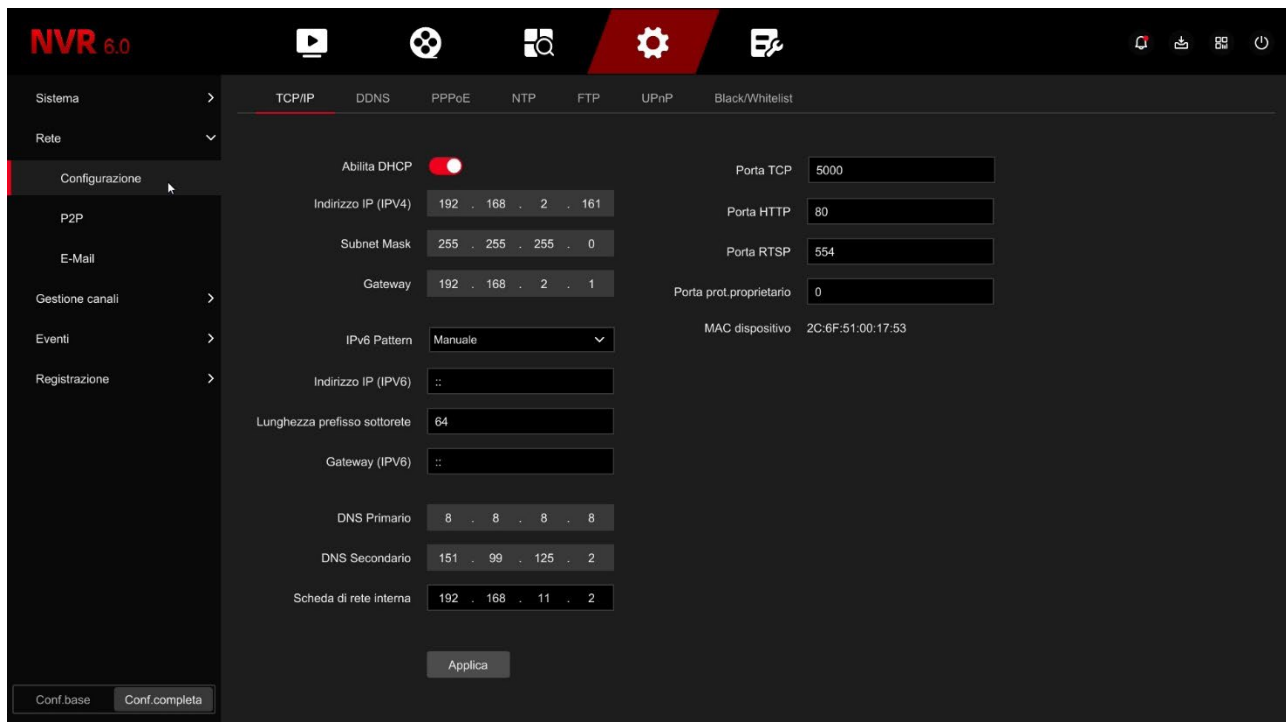 NVR 6.0
Sistema
Rete
Configurazione
P2P
E-Mail
Gestione canali
Eventi
Registrazione
Conf.base Conf.completa
TCP/IP DDNS PPPoE NTP FTP UPnP Black/Whitelist
Abilita DHCP
Indirizzo IP (IPV4) 192 . 168 . 2 . 161
Subnet Mask 255 . 255 . 255 . 0
Gateway 192 . 168 . 2 . 1
IPv6 Pattern Manuale
Indirizzo IP (IPV6) ::
Lunghezza prefisso sottorete 64
Gateway (IPV6) ::
DNS Primario 8 . 8 . 8 . 8
DNS Secondario 151 . 99 . 125 . 2
Scheda di rete interna 192 . 168 . 11 . 2
Applica
Porta TCP 5000
Porta HTTP 80
Porta RTSP 554
Porta prot.proprietario 0
MAC dispositivo 2C:6F:51:00:17:53